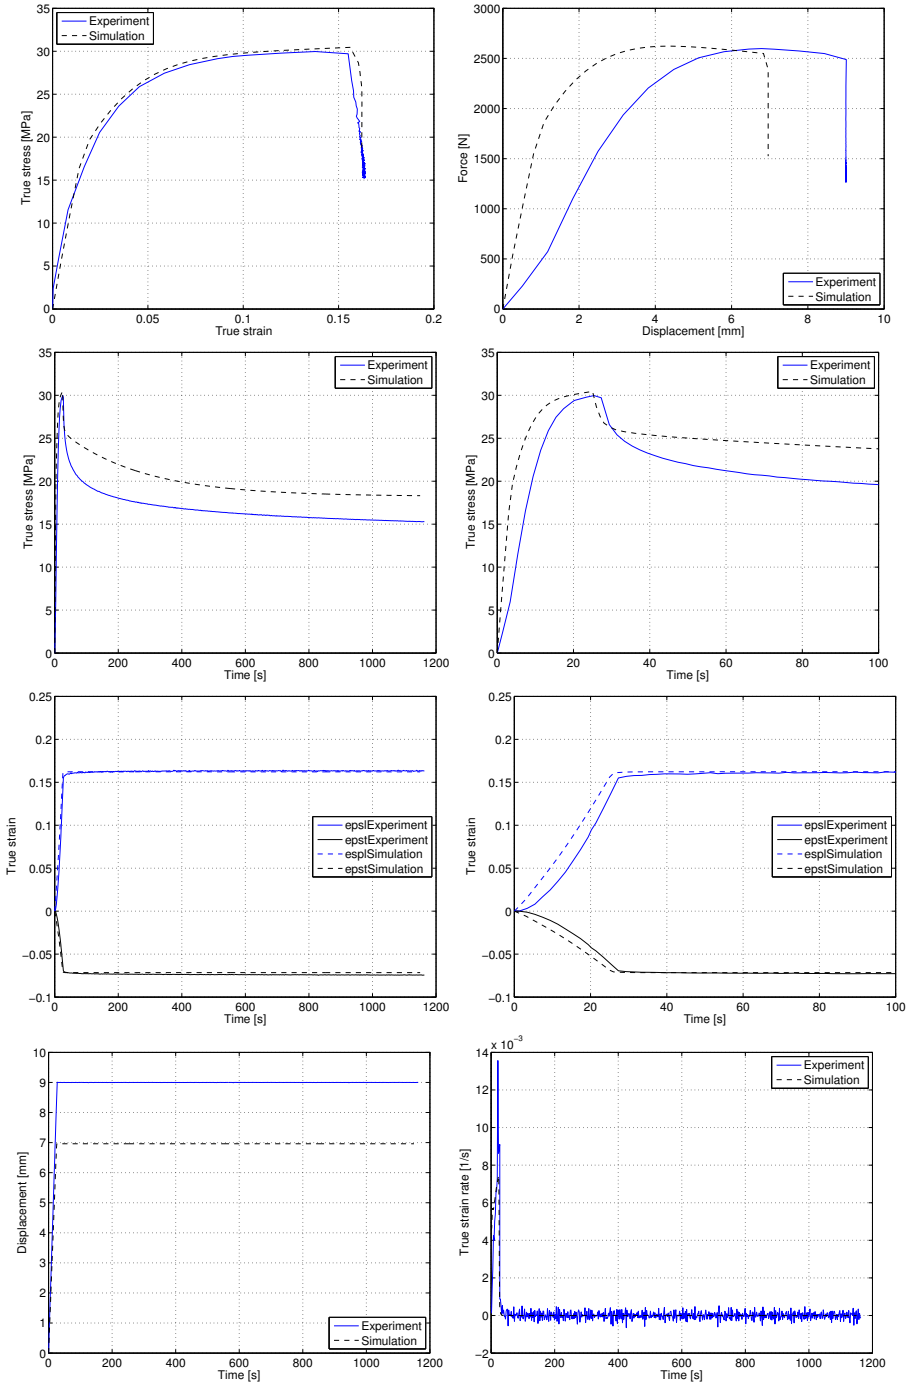 35
30
25
20
15
10
5
0
True stress [MPa]
Experiment
Simulation
0 0.05 0.1 0.15 0.2
True strain
3000
2500
2000
1500
1000
500
0
Force [N]
Experiment
Simulation
0 2 4 6 8 10
Displacement [mm]
35
30
25
20
15
10
5
0
True stress [MPa]
Experiment
Simulation
0 200 400 600 800 1000 1200
Time [s]
35
30
25
20
15
10
5
0
True stress [MPa]
Experiment
Simulation
0 20 40 60 80 100
Time [s]
0.25
0.2
0.15
0.1
0.05
0
−0.05
−0.1
True strain
epslExperiment
epstExperiment
esplSimulation
epstSimulation
0 200 400 600 800 1000 1200
Time [s]
0.25
0.2
0.15
0.1
0.05
0
−0.05
−0.1
True strain
epslExperiment
epstExperiment
esplSimulation
epstSimulation
0 20 40 60 80 100
Time [s]
10
9
8
7
6
5
4
3
2
1
0
Displacement [mm]
Experiment
Simulation
0 200 400 600 800 1000 1200
Time [s]
x 10⁻³
14
12
10
8
6
4
2
0
−2
True strain rate [1/s]
Experiment
Simulation
0 200 400 600 800 1000 1200
Time [s]